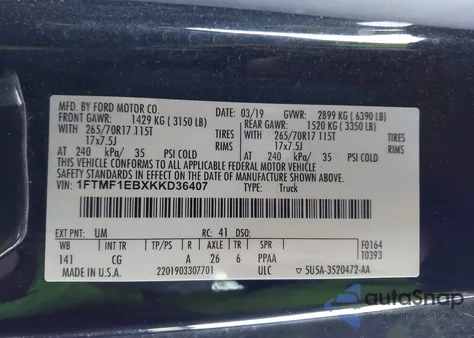 MFD. BY FORD MOTOR CO.
DATE: 03/19 GVWR: 2899 KG ( 6390 LB)
FRONT GAWR: 1429 KG ( 3150 LB) REAR GAWR: 1520 KG ( 3350 LB)
WITH 265/70R17 115T TIRES WITH 265/70R17 115T TIRES
17x7.5J RIMS 17x7.5J RIMS
AT 240 kPa/ 35 PSI COLD AT 240 kPa/ 35 PSI COLD
THIS VEHICLE CONFORMS TO ALL APPLICABLE FEDERAL MOTOR VEHICLE
SAFETY STANDARDS IN EFFECT ON THE DATE OF MANUFACTURE SHOWN ABOVE.
VIN: 1FTMF1EBXKKD36407 TYPE: Truck
EXT PNT: UM RC: 41 DSO:
WB INT TR TP/PS R AXLE TR SPR F0164
141 CG A 26 6 PPAA T0393
MADE IN U.S.A. 2201903307701 ULC 5U5A-3520472-AA
autoSnap